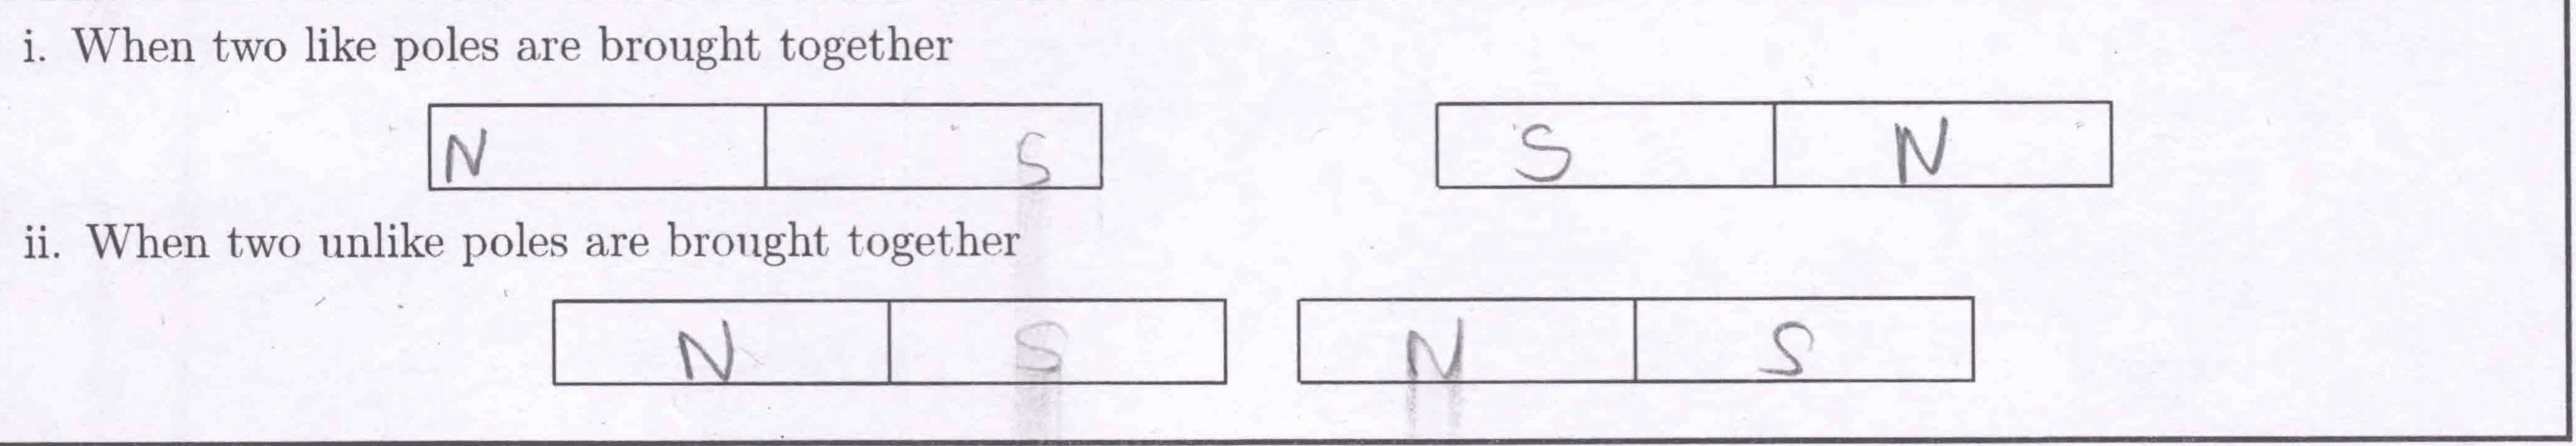 i. When two like poles are brought together
N S S N
ii. When two unlike poles are brought together
N S N S